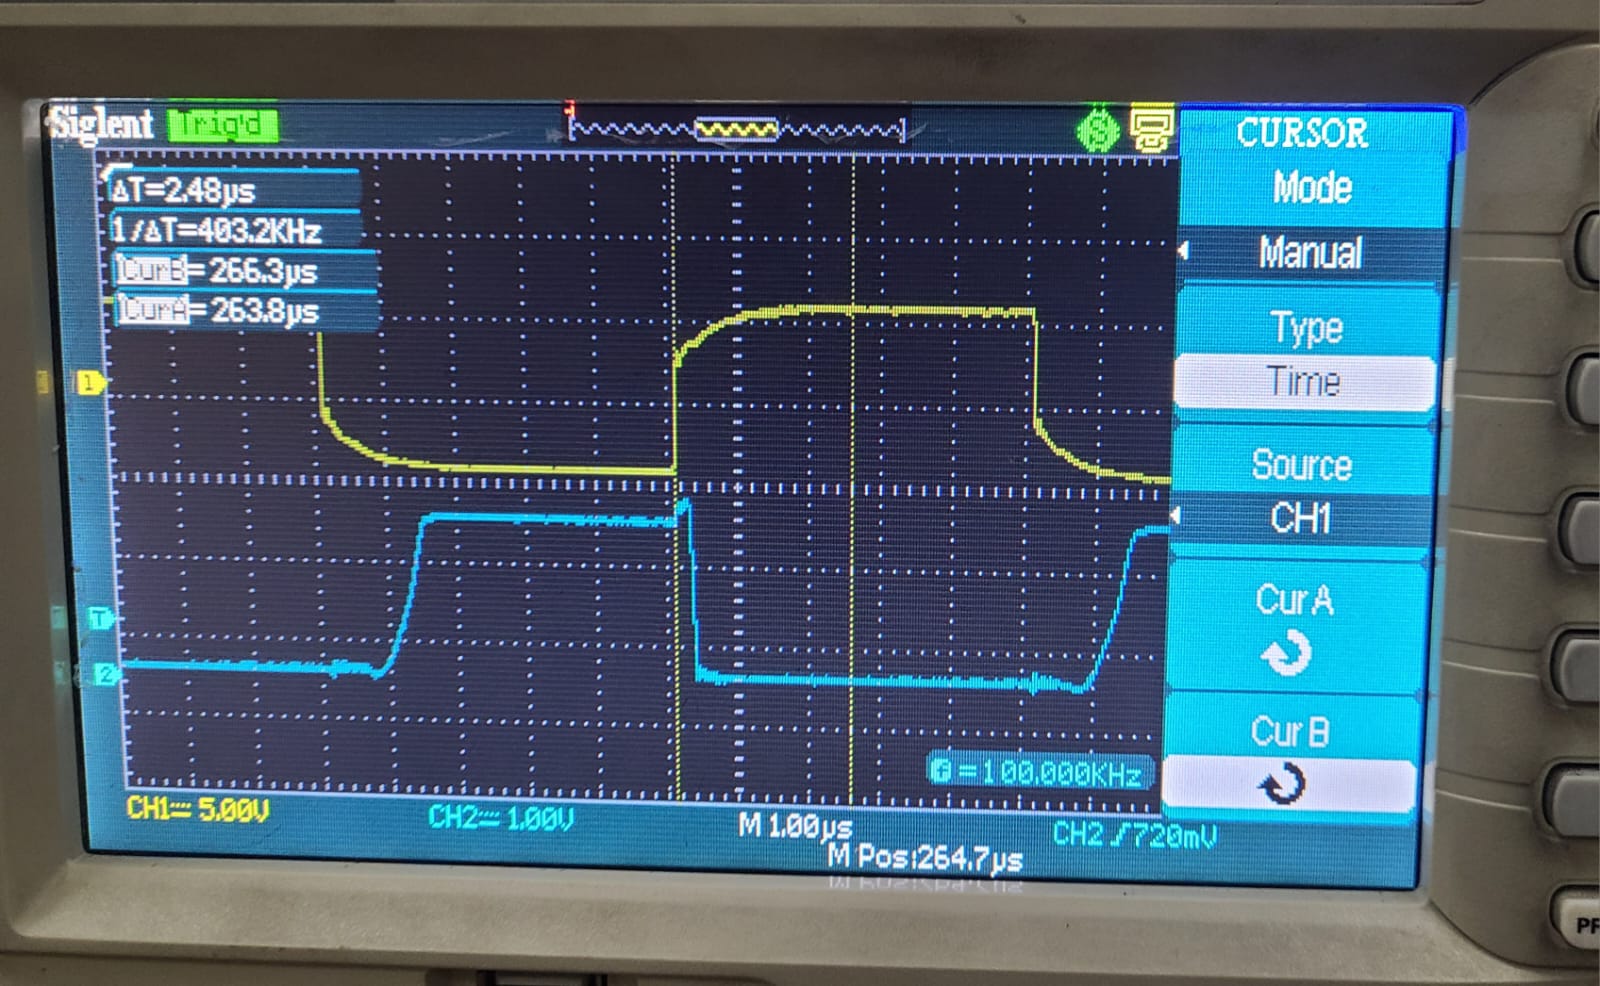 Siglent Trig'd
CURSOR
Mode
Manual
Type
Time
Source
CH1
Cur A
Cur B
ΔT=2.48µs
1/ΔT=403.2KHz
CurB= 266.3µs
CurA= 263.8µs
1
T
2
f =100.000KHz
CH1 5.00V CH2 1.00V M 1.00µs CH2 720mV
M Pos:264.7µs